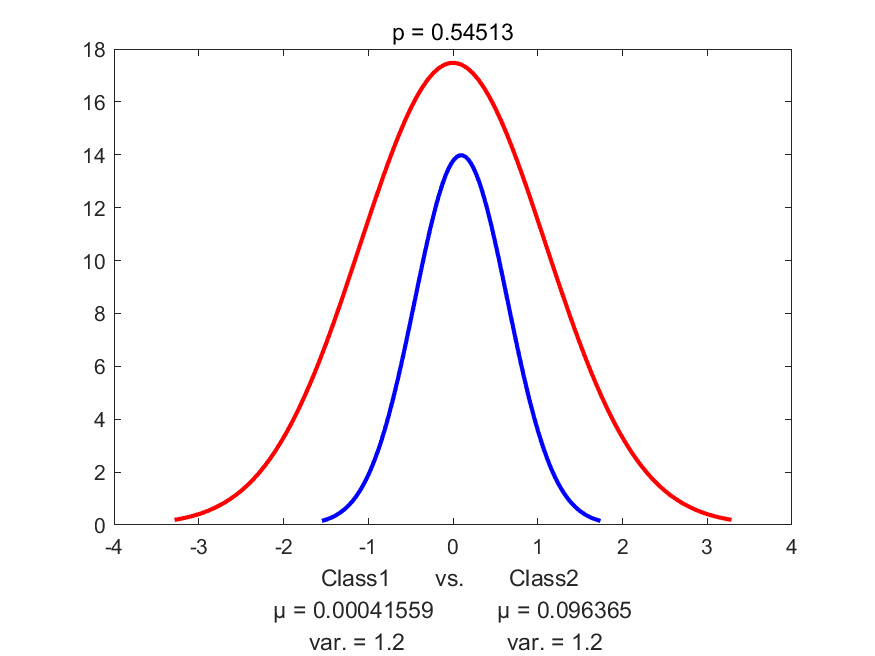 p = 0.54513
18
16
14
12
10
8
6
4
2
0
-4 -3 -2 -1 0 1 2 3 4
Class1 vs. Class2
μ = 0.00041559 μ = 0.096365
var. = 1.2 var. = 1.2